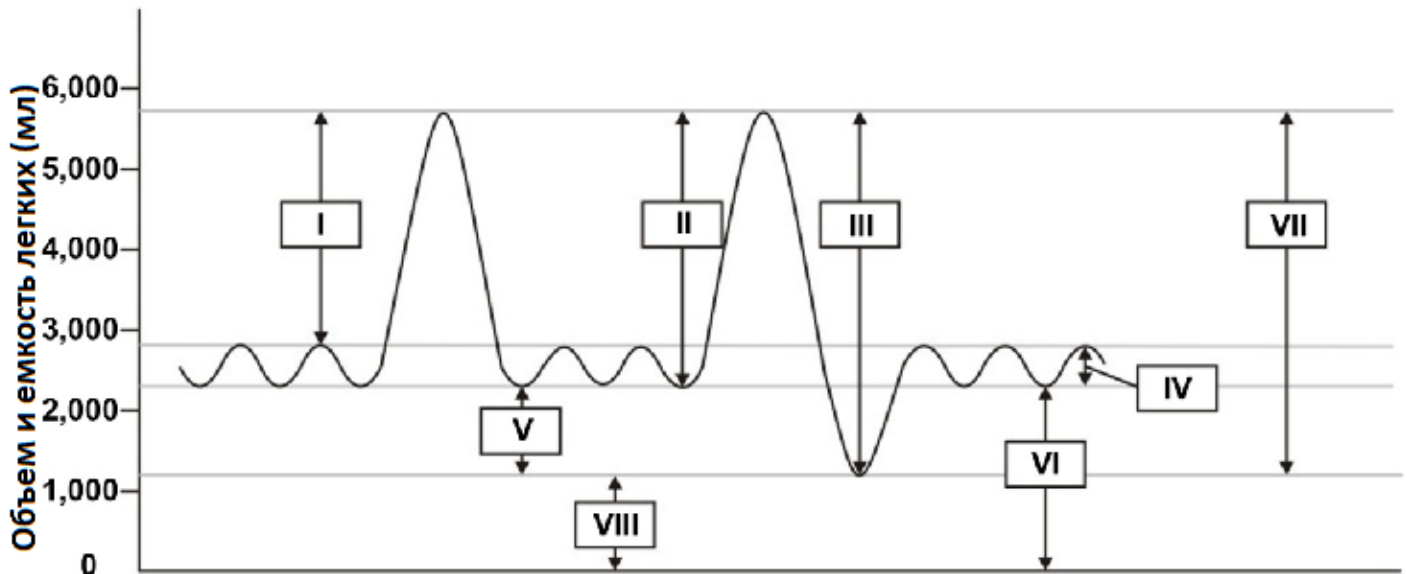 Объем и емкость легких (мл)
6,000
5,000
4,000
3,000
2,000
1,000
0
I
II
III
VII
IV
V
VI
VIII